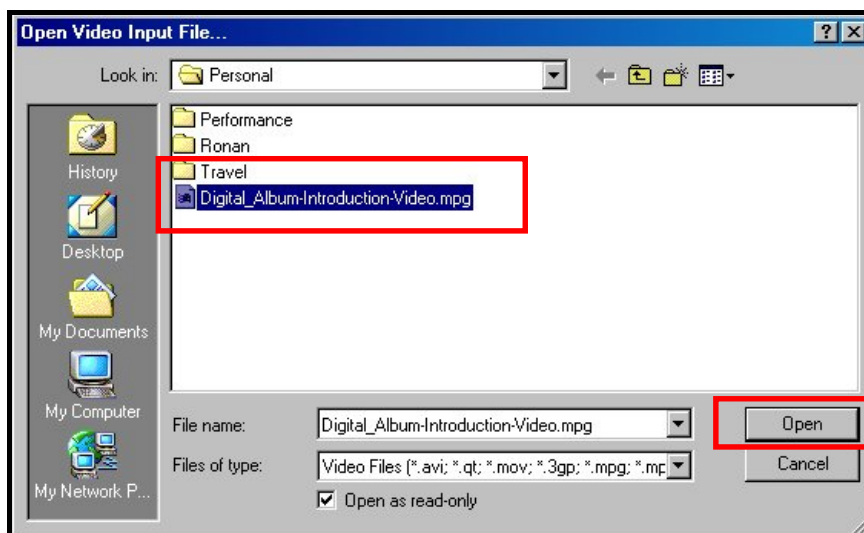 Open Video Input File...
Look in: Personal
Performance
Ronan
Travel
Digital_Album-Introduction-Video.mpg
History
Desktop
My Documents
My Computer
My Network P...
File name: Digital_Album-Introduction-Video.mpg Open
Files of type: Video Files (*.avi; *.qt; *.mov; *.3gp; *.mpg; *.mp Cancel
Open as read-only